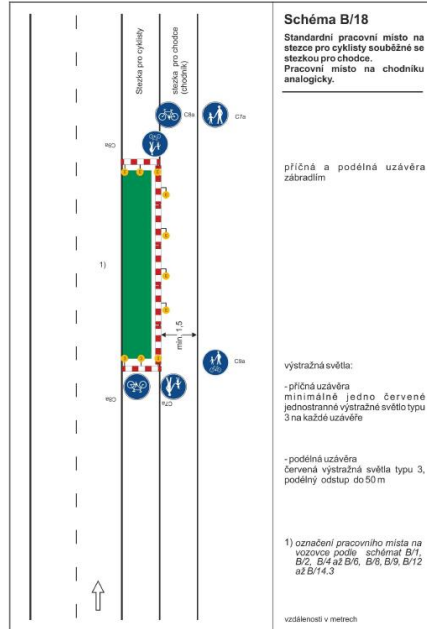 Schéma B/18
Standardní pracovní místo na
stezce pro cyklisty souběžné se
stezkou pro chodce.
Pracovní místo na chodníku
analogicky.
Stezka pro cyklisty
stezka pro chodce
(chodník)
C8a
C7a
C9a
příčná a podélná uzávěra
zábradlím
1)
min. 1,5
C9a
C8a
C7a
výstražná světla:
- příčná uzávěra
minimálně jedno červené
jednostranné výstražné světlo typu
3 na každé uzávěře
- podélná uzávěra
červená výstražná světla typu 3,
podélný odstup do 50 m
1) označení pracovního místa na
vozovce podle schémat B/1,
B/2, B/4 až B/6, B/8, B/9, B/12
až B/14.3
vzdálenosti v metrech